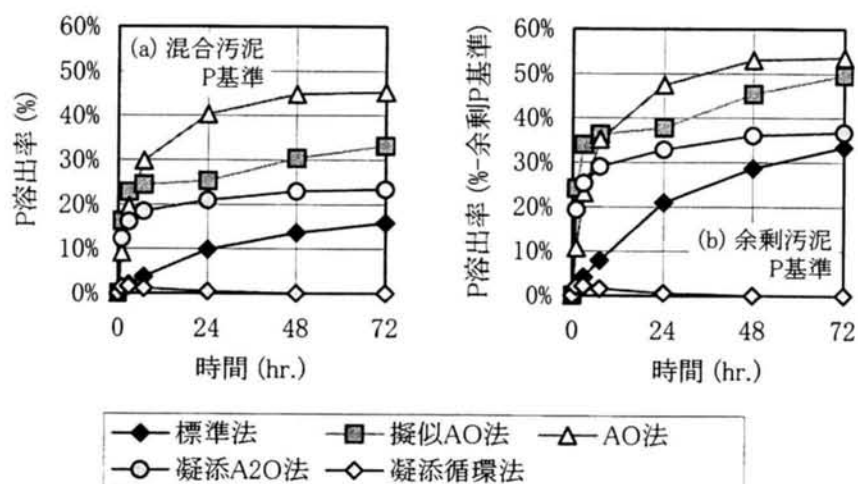 60%
50%
40%
30%
20%
10%
0%
P溶出率 (%)
(a) 混合汚泥
P基準
0 24 48 72
時間 (hr.)
60%
50%
40%
30%
20%
10%
0%
P溶出率 (%-余剰P基準)
(b) 余剰汚泥
P基準
0 24 48 72
時間 (hr.)
標準法 擬似AO法 AO法
凝添A2O法 凝添循環法